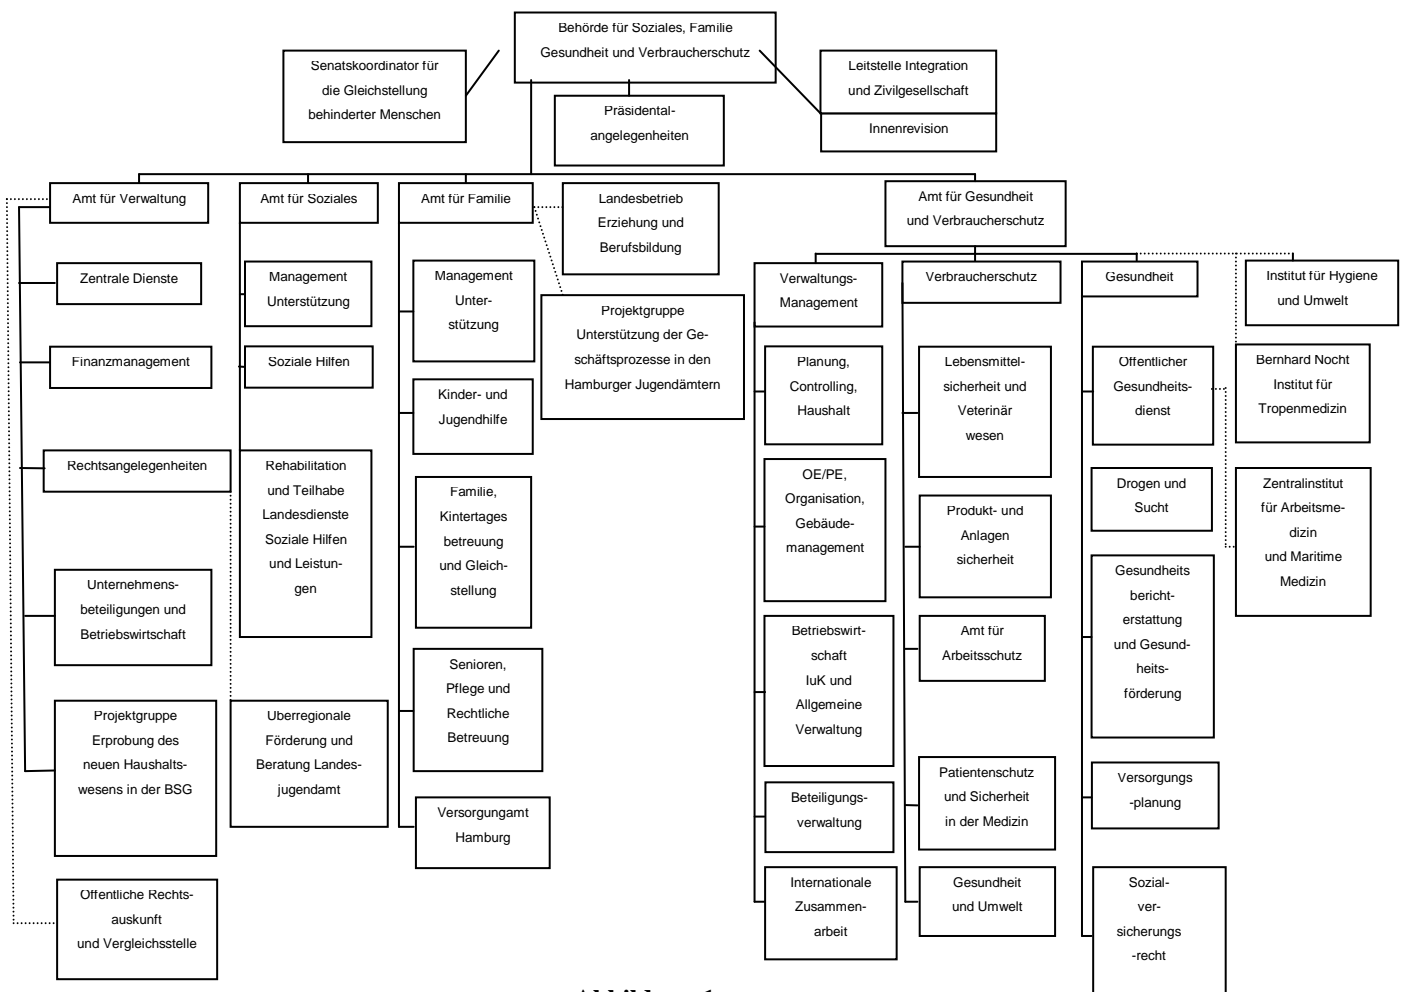 Behörde für Soziales, Familie
Gesundheit und Verbraucherschutz
Senatskoordinator für
die Gleichstellung
behinderter Menschen
Präsidental-
angelegenheiten
Leitstelle Integration
und Zivilgesellschaft
Innenrevision
Amt für Verwaltung
Zentrale Dienste
Finanzmanagement
Rechtsangelegenheiten
Unternehmens-
beteiligungen und
Betriebswirtschaft
Projektgruppe
Erprobung des
neuen Haushalts-
wesens in der BSG
Öffentliche Rechts-
auskunft
und Vergleichsstelle
Amt für Soziales
Management
Unterstützung
Soziale Hilfen
Rehabilitation
und Teilhabe
Landesdienste
Soziale Hilfen
und Leistun-
gen
Überregionale
Förderung und
Beratung Landes-
jugendamt
Amt für Familie
Management
Unter-
stützung
Kinder- und
Jugendhilfe
Familie,
Kintertages
betreuung
und Gleich-
stellung
Senioren,
Pflege und
Rechtliche
Betreuung
Versorgungamt
Hamburg
Landesbetrieb
Erziehung und
Berufsbildung
Projektgruppe
Unterstützung der Ge-
schäftsprozesse in den
Hamburger Jugendämtern
Amt für Gesundheit
und Verbraucherschutz
Verwaltungs-
Management
Planung,
Controlling,
Haushalt
OE/PE,
Organisation,
Gebäude-
management
Betriebswirt-
schaft
IuK und
Allgemeine
Verwaltung
Beteiligungs-
verwaltung
Internationale
Zusammen-
arbeit
Verbraucherschutz
Lebensmittel-
sicherheit und
Veterinär
wesen
Produkt- und
Anlagen
sicherheit
Amt für
Arbeitsschutz
Patientenschutz
und Sicherheit
in der Medizin
Gesundheit
und Umwelt
Gesundheit
Öffentlicher
Gesundheits-
dienst
Drogen und
Sucht
Gesundheits
bericht-
erstattung
und Gesund-
heits-
förderung
Versorgungs
-planung
Sozial-
ver-
sicherungs
-recht
Institut für Hygiene
und Umwelt
Bernhard Nocht
Institut für
Tropenmedizin
Zentralinstitut
für Arbeitsme-
dizin
und Maritime
Medizin